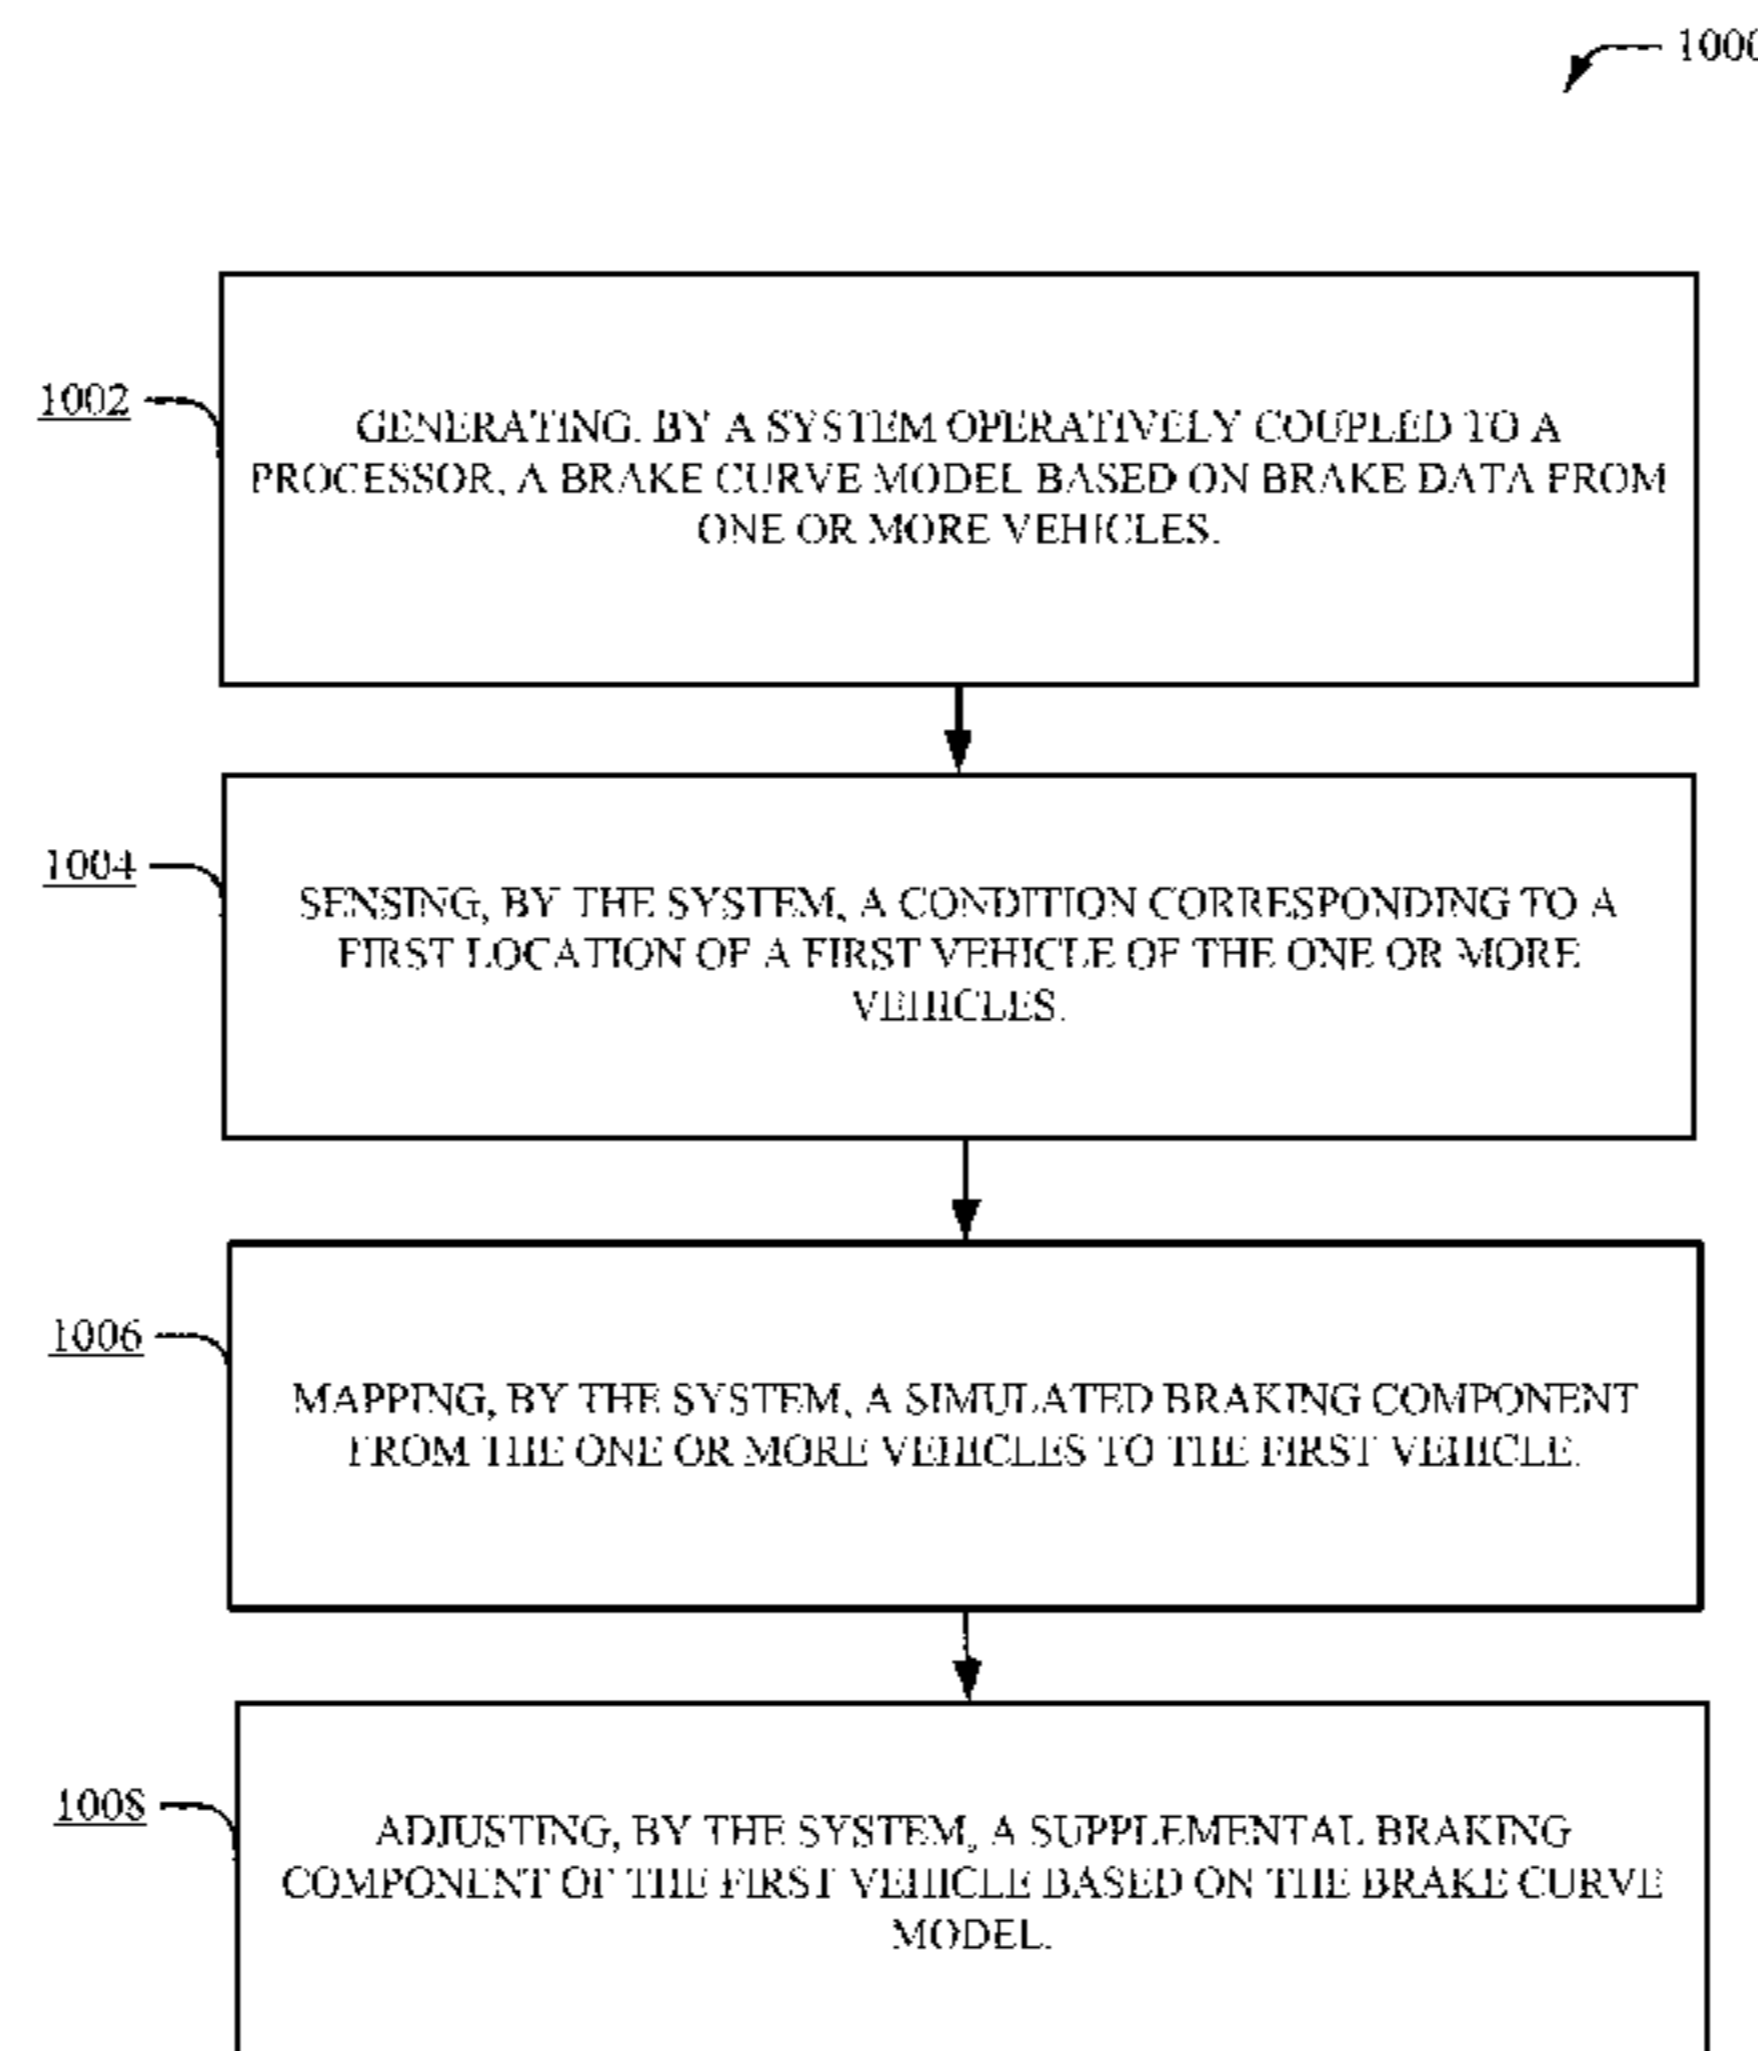 1000
1002
GENERATING, BY A SYSTEM OPERATIVELY COUPLED TO A
PROCESSOR, A BRAKE CURVE MODEL BASED ON BRAKE DATA FROM
ONE OR MORE VEHICLES.
1004
SENSING, BY THE SYSTEM, A CONDITION CORRESPONDING TO A
FIRST LOCATION OF A FIRST VEHICLE OF THE ONE OR MORE
VEHICLES.
1006
MAPPING, BY THE SYSTEM, A SIMULATED BRAKING COMPONENT
FROM THE ONE OR MORE VEHICLES TO THE FIRST VEHICLE.
1008
ADJUSTING, BY THE SYSTEM, A SUPPLEMENTAL BRAKING
COMPONENT OF THE FIRST VEHICLE BASED ON THE BRAKE CURVE
MODEL.